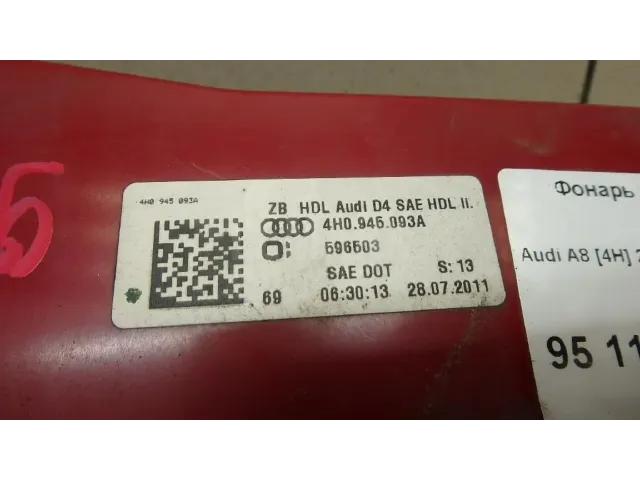 4H0 945 093A
ZB HDL Audi D4 SAE HDL II.
4H0.945.093A
596503
SAE DOT S: 13
69 06:30:13 28.07.2011
Фонарь
Audi A8 [4H] 2
95 11